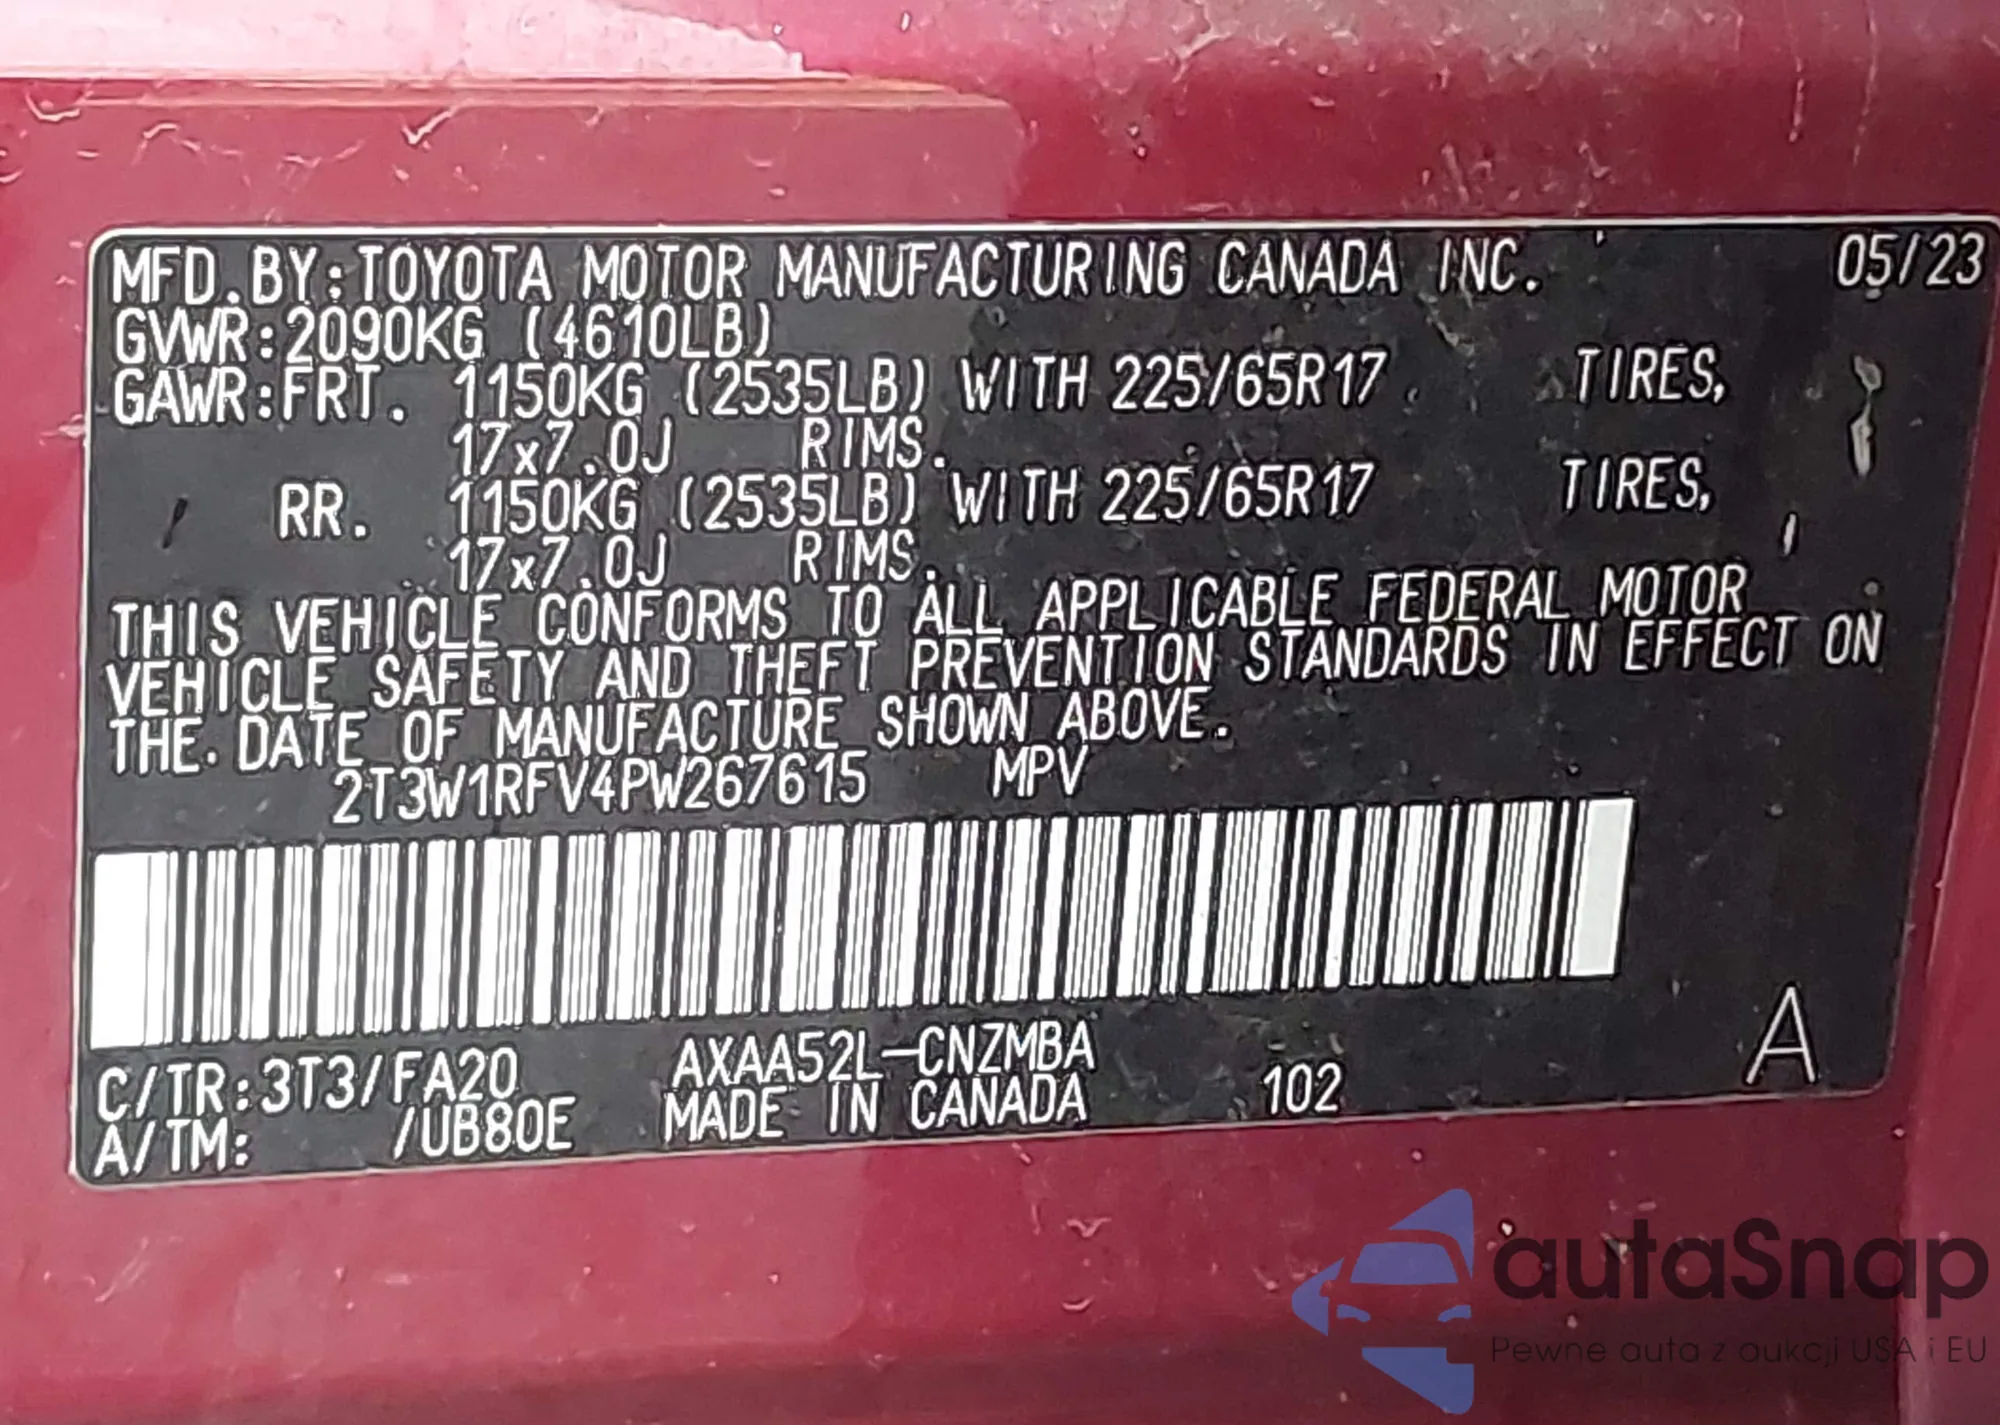 MFD.BY:TOYOTA MOTOR MANUFACTURING CANADA INC. 05/23
GVWR:2090KG (4610LB)
GAWR:FRT. 1150KG (2535LB) WITH 225/65R17 TIRES,
17x7.0J RIMS.
RR. 1150KG (2535LB) WITH 225/65R17 TIRES,
17x7.0J RIMS.
THIS VEHICLE CONFORMS TO ALL APPLICABLE FEDERAL MOTOR
VEHICLE SAFETY AND THEFT PREVENTION STANDARDS IN EFFECT ON
THE DATE OF MANUFACTURE SHOWN ABOVE.
2T3W1RFV4PW267615 MPV
C/TR:3T3/FA20 AXAA52L-CNZMBA A
A/TM: /UB80E MADE IN CANADA 102
autaSnap
Pewne auta z aukcji USA i EU